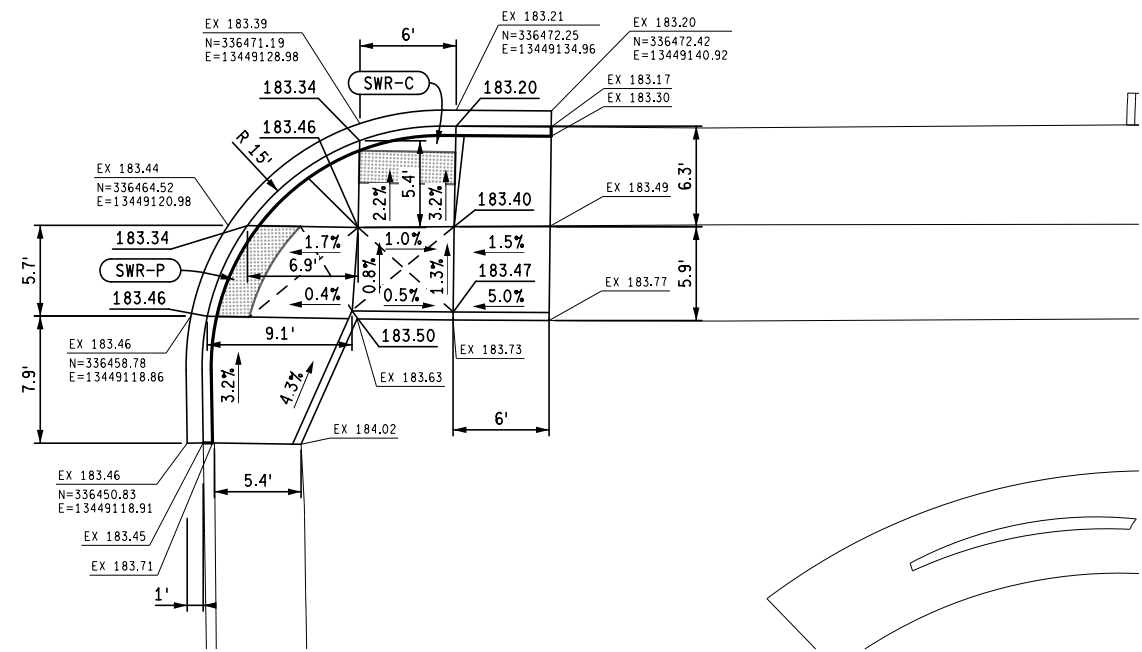 EX 183.39
N=336471.19
E=13449128.98
6'
EX 183.21
N=336472.25
E=13449134.96
EX 183.20
N=336472.42
E=13449140.92
SWR-C
183.34
183.20
EX 183.17
EX 183.30
183.46
R 15'
EX 183.44
N=336464.52
E=13449120.98
2.2%
5.4'
3.2%
6.3'
EX 183.49
183.40
183.34
1.7%
1.0%
1.5%
5.7'
SWR-P
6.9'
0.8%
1.3%
183.47
5.9'
EX 183.77
183.46
0.4%
0.5%
5.0%
9.1'
183.50
EX 183.46
N=336458.78
E=13449118.86
EX 183.73
7.9'
3.2%
4.3%
EX 183.63
6'
EX 184.02
EX 183.46
N=336450.83
E=13449118.91
5.4'
EX 183.45
EX 183.71
1'